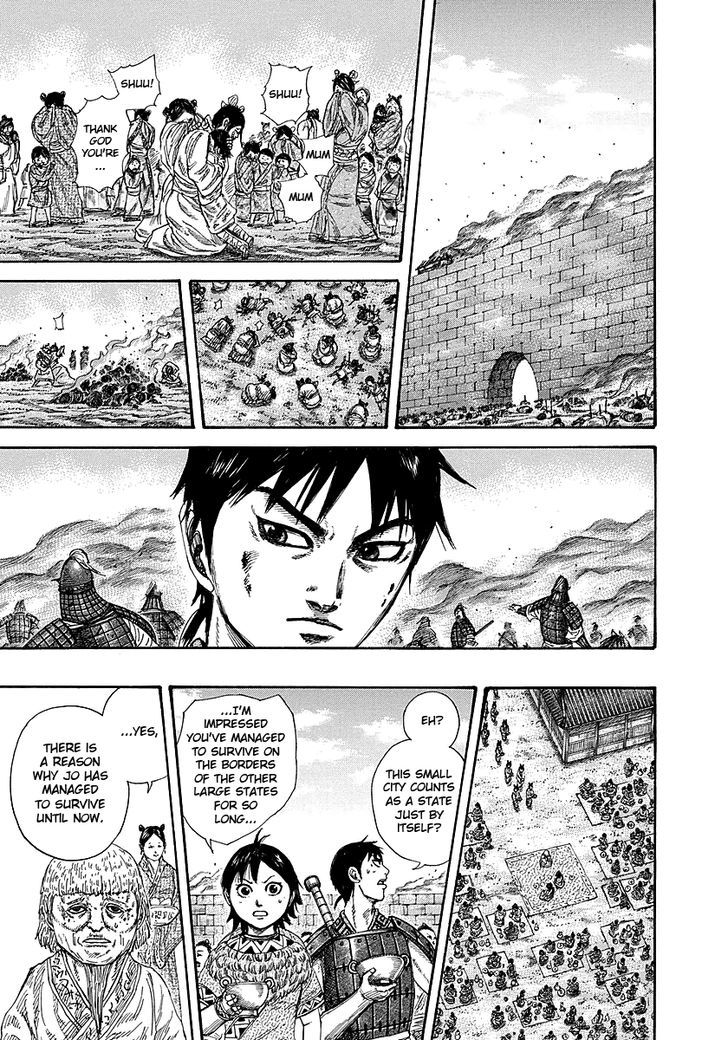 SHUU!
SHUU!
MUM
MUM
THANK
GOD
YOU'RE
...
EH?
THIS SMALL
CITY COUNTS
AS A STATE
JUST BY
ITSELF?
...I'M
IMPRESSED
YOU'VE MANAGED
TO SURVIVE ON
THE BORDERS
OF THE OTHER
LARGE STATES
FOR SO
LONG...
...YES,
THERE IS
A REASON
WHY JO HAS
MANAGED
TO SURVIVE
UNTIL NOW.